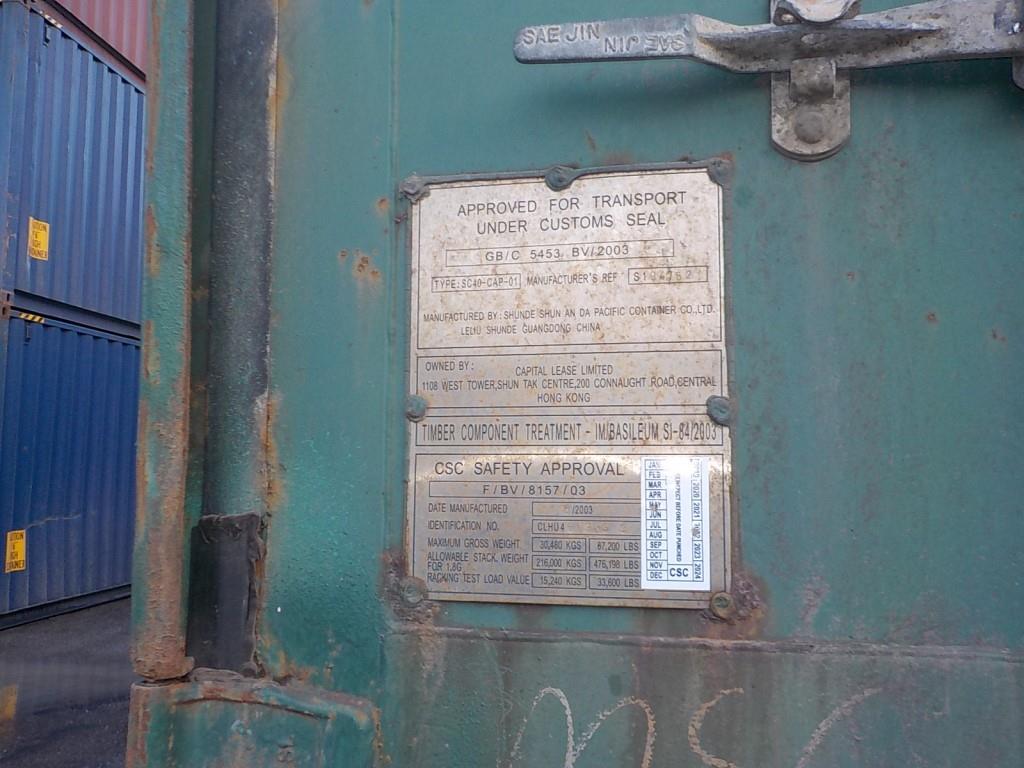 SAE JIN
SAE JIN
APPROVED FOR TRANSPORT
UNDER CUSTOMS SEAL
GB/C 5453 BV/2003
TYPE: SC40-CAP-01 MANUFACTURER'S REF
MANUFACTURED BY: SHUNDE SHUN AN DA PACIFIC CONTAINER CO.,LTD.
LELIU SHUNDE GUANGDONG CHINA
OWNED BY:
CAPITAL LEASE LIMITED
1108 WEST TOWER,SHUN TAK CENTRE,200 CONNAUGHT ROAD,CENTRAL
HONG KONG
TIMBER COMPONENT TREATMENT - IM/BASILEUM SI-84/2003
CSC SAFETY APPROVAL
F/BV/8157/03
DATE MANUFACTURED /2003
IDENTIFICATION NO. CLHU4
MAXIMUM GROSS WEIGHT 30,480 KGS 67,200 LBS
ALLOWABLE STACK. WEIGHT
FOR 1.8G 216,000 KGS 476,198 LBS
RACKING TEST LOAD VALUE 15,240 KGS 33,600 LBS
JAN
FEB
MAR
APR
MAY
JUN
JUL
AUG
SEP
OCT
NOV
DEC
CSC
REINSPECT BEFORE DATE PUNCHED
2020 2021 2023 2024